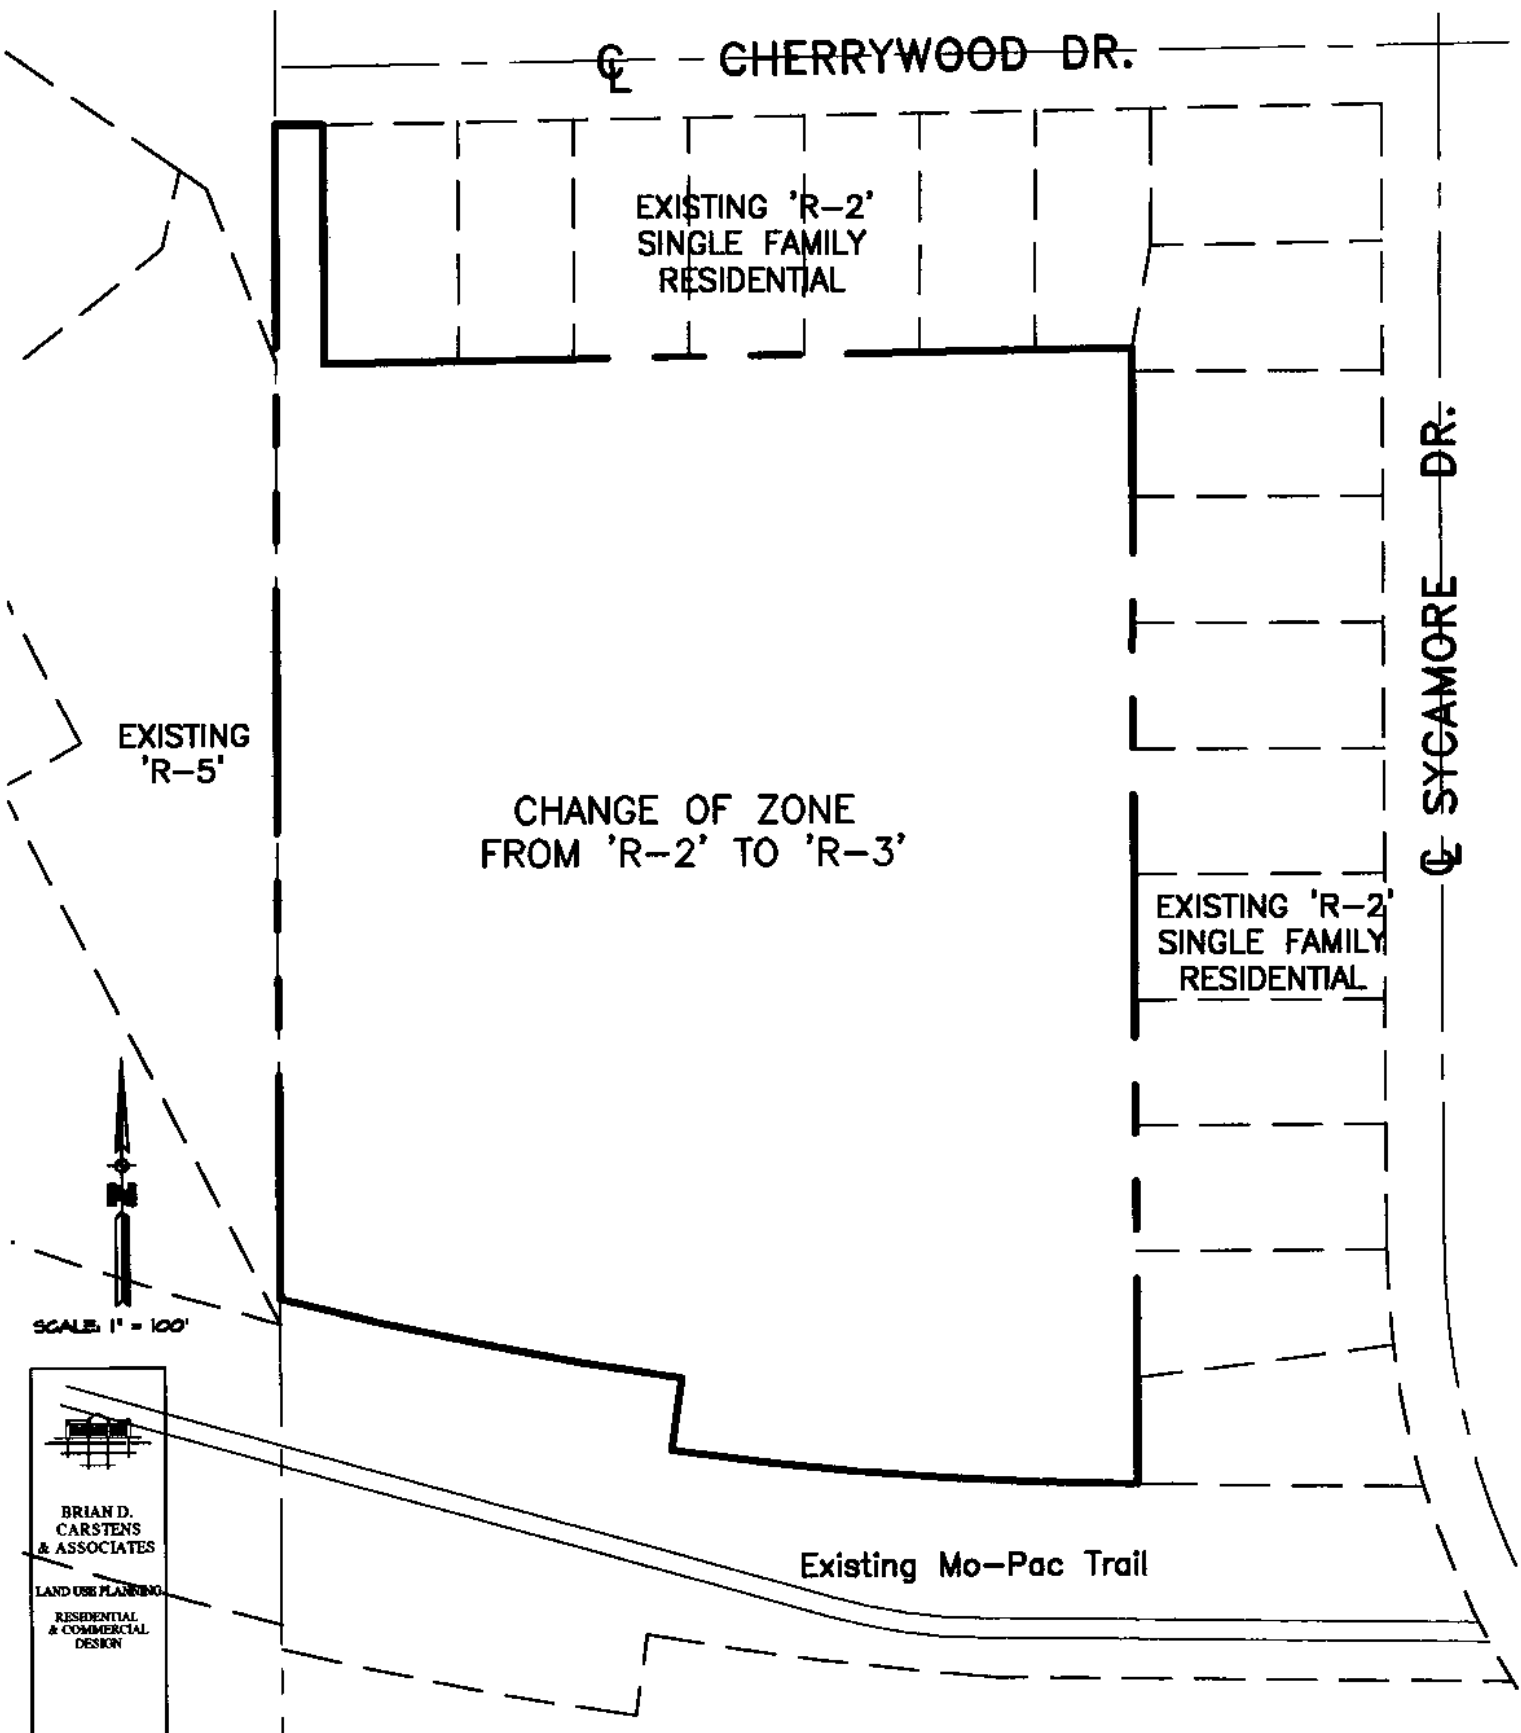 ℄ CHERRYWOOD DR.
EXISTING 'R-2'
SINGLE FAMILY
RESIDENTIAL
℄ SYCAMORE DR.
EXISTING
'R-5'
CHANGE OF ZONE
FROM 'R-2' TO 'R-3'
EXISTING 'R-2'
SINGLE FAMILY
RESIDENTIAL
N
SCALE: 1" = 100'
BRIAN D.
CARSTENS
& ASSOCIATES
LAND USE PLANNING
RESIDENTIAL
& COMMERCIAL
DESIGN
Existing Mo-Pac Trail